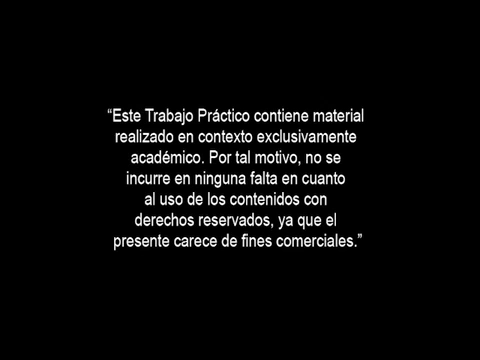 “Este Trabajo Práctico contiene material
realizado en contexto exclusivamente
académico. Por tal motivo, no se
incurre en ninguna falta en cuanto
al uso de los contenidos con
derechos reservados, ya que el
presente carece de fines comerciales.”